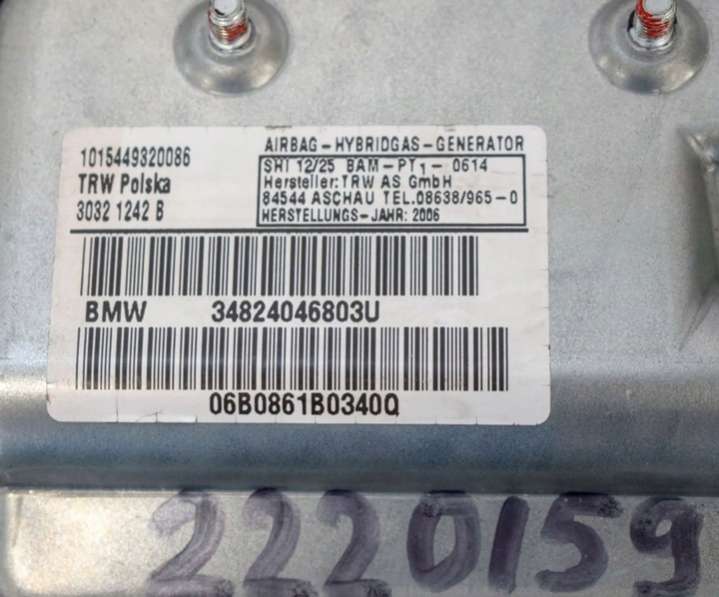 1015449320086
TRW Polska
3032 1242 B
AIRBAG-HYBRIDGAS-GENERATOR
SHI 12/25 BAM-PT1-0614
Hersteller:TRW AS GmbH
84544 ASCHAU TEL.08638/965-0
HERSTELLUNGS-JAHR: 2006
BMW 34824046803U
06B0861B0340Q
2220159